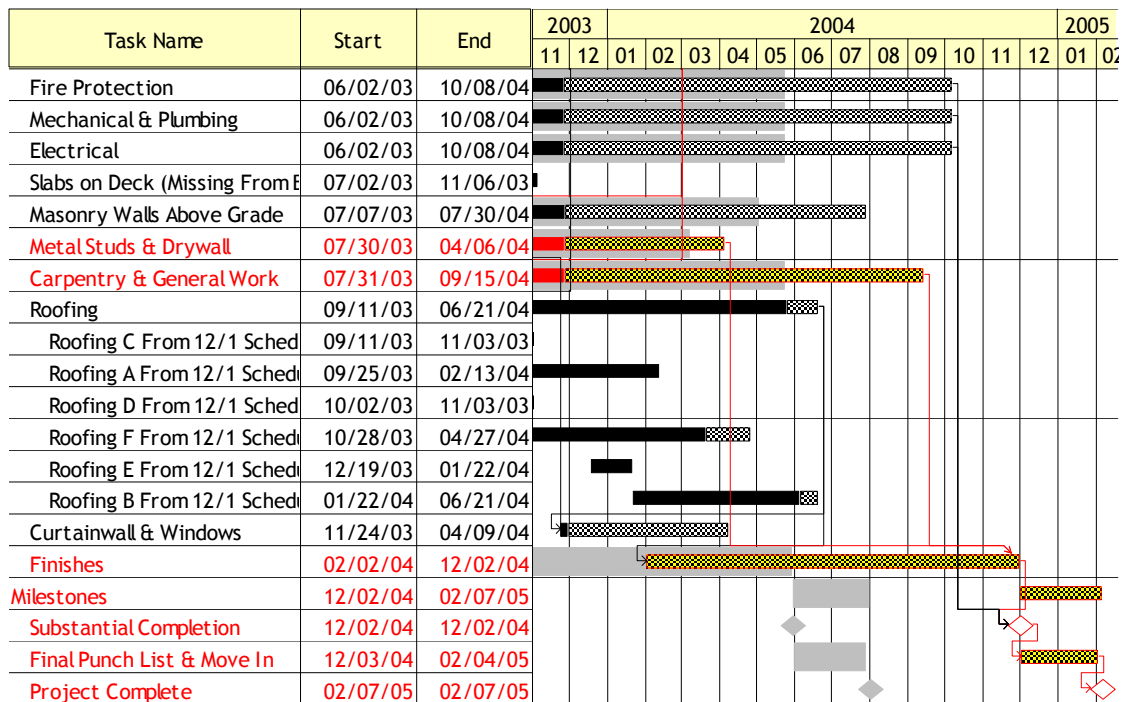 Task Name Start End 2003 2004 2005
11 12 01 02 03 04 05 06 07 08 09 10 11 12 01 02
Fire Protection 06/02/03 10/08/04
Mechanical & Plumbing 06/02/03 10/08/04
Electrical 06/02/03 10/08/04
Slabs on Deck (Missing From E 07/02/03 11/06/03
Masonry Walls Above Grade 07/07/03 07/30/04
Metal Studs & Drywall 07/30/03 04/06/04
Carpentry & General Work 07/31/03 09/15/04
Roofing 09/11/03 06/21/04
Roofing C From 12/1 Sched 09/11/03 11/03/03
Roofing A From 12/1 Schedu 09/25/03 02/13/04
Roofing D From 12/1 Sched 10/02/03 11/03/03
Roofing F From 12/1 Schedu 10/28/03 04/27/04
Roofing E From 12/1 Schedu 12/19/03 01/22/04
Roofing B From 12/1 Schedu 01/22/04 06/21/04
Curtainwall & Windows 11/24/03 04/09/04
Finishes 02/02/04 12/02/04
Milestones 12/02/04 02/07/05
Substantial Completion 12/02/04 12/02/04
Final Punch List & Move In 12/03/04 02/04/05
Project Complete 02/07/05 02/07/05